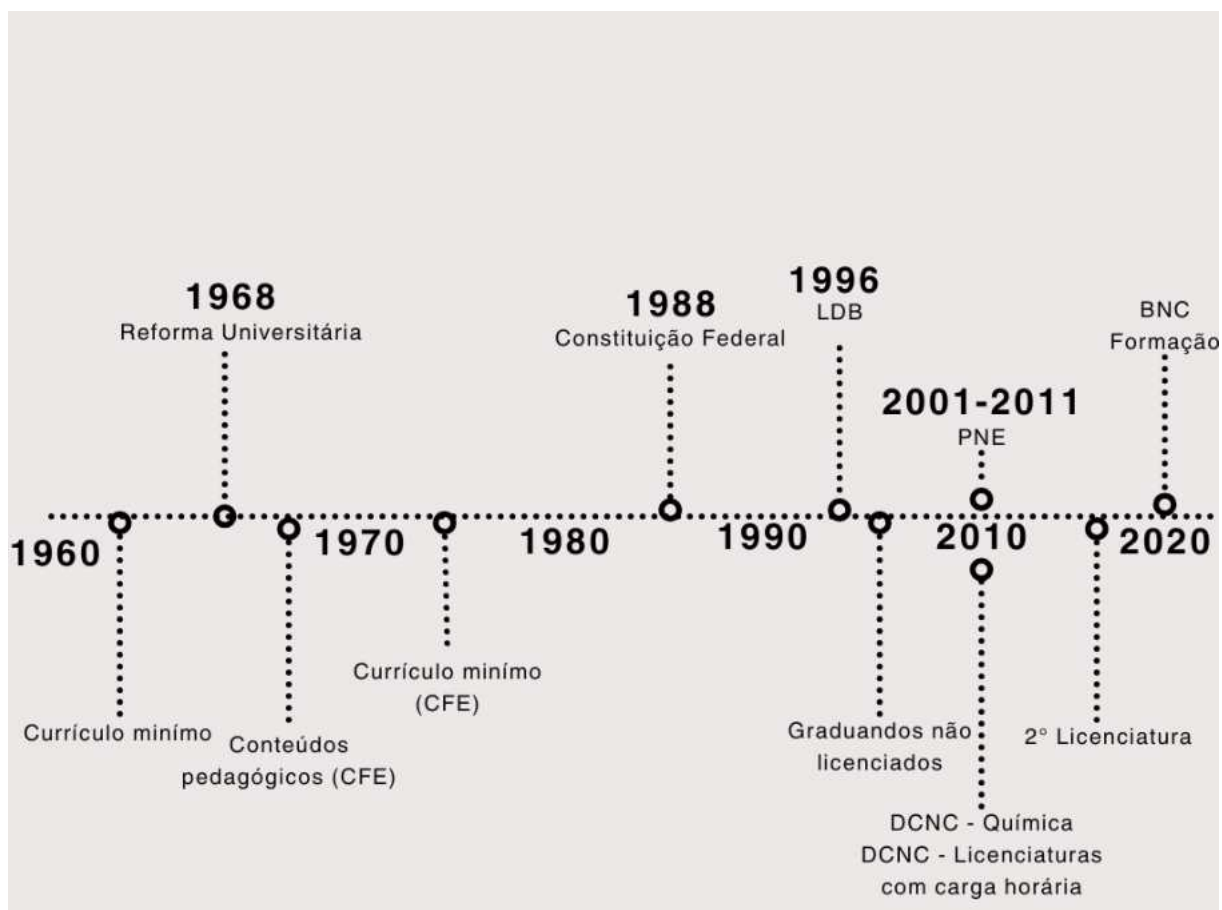 1968
Reforma Universitária
1988
Constituição Federal
1996
LDB
2001-2011
PNE
BNC
Formação
1960
1970
1980
1990
2010
2020
Currículo minímo
Conteúdos
pedagógicos (CFE)
Currículo minímo
(CFE)
Graduandos não
licenciados
DCNC - Química
DCNC - Licenciaturas
com carga horária
2° Licenciatura